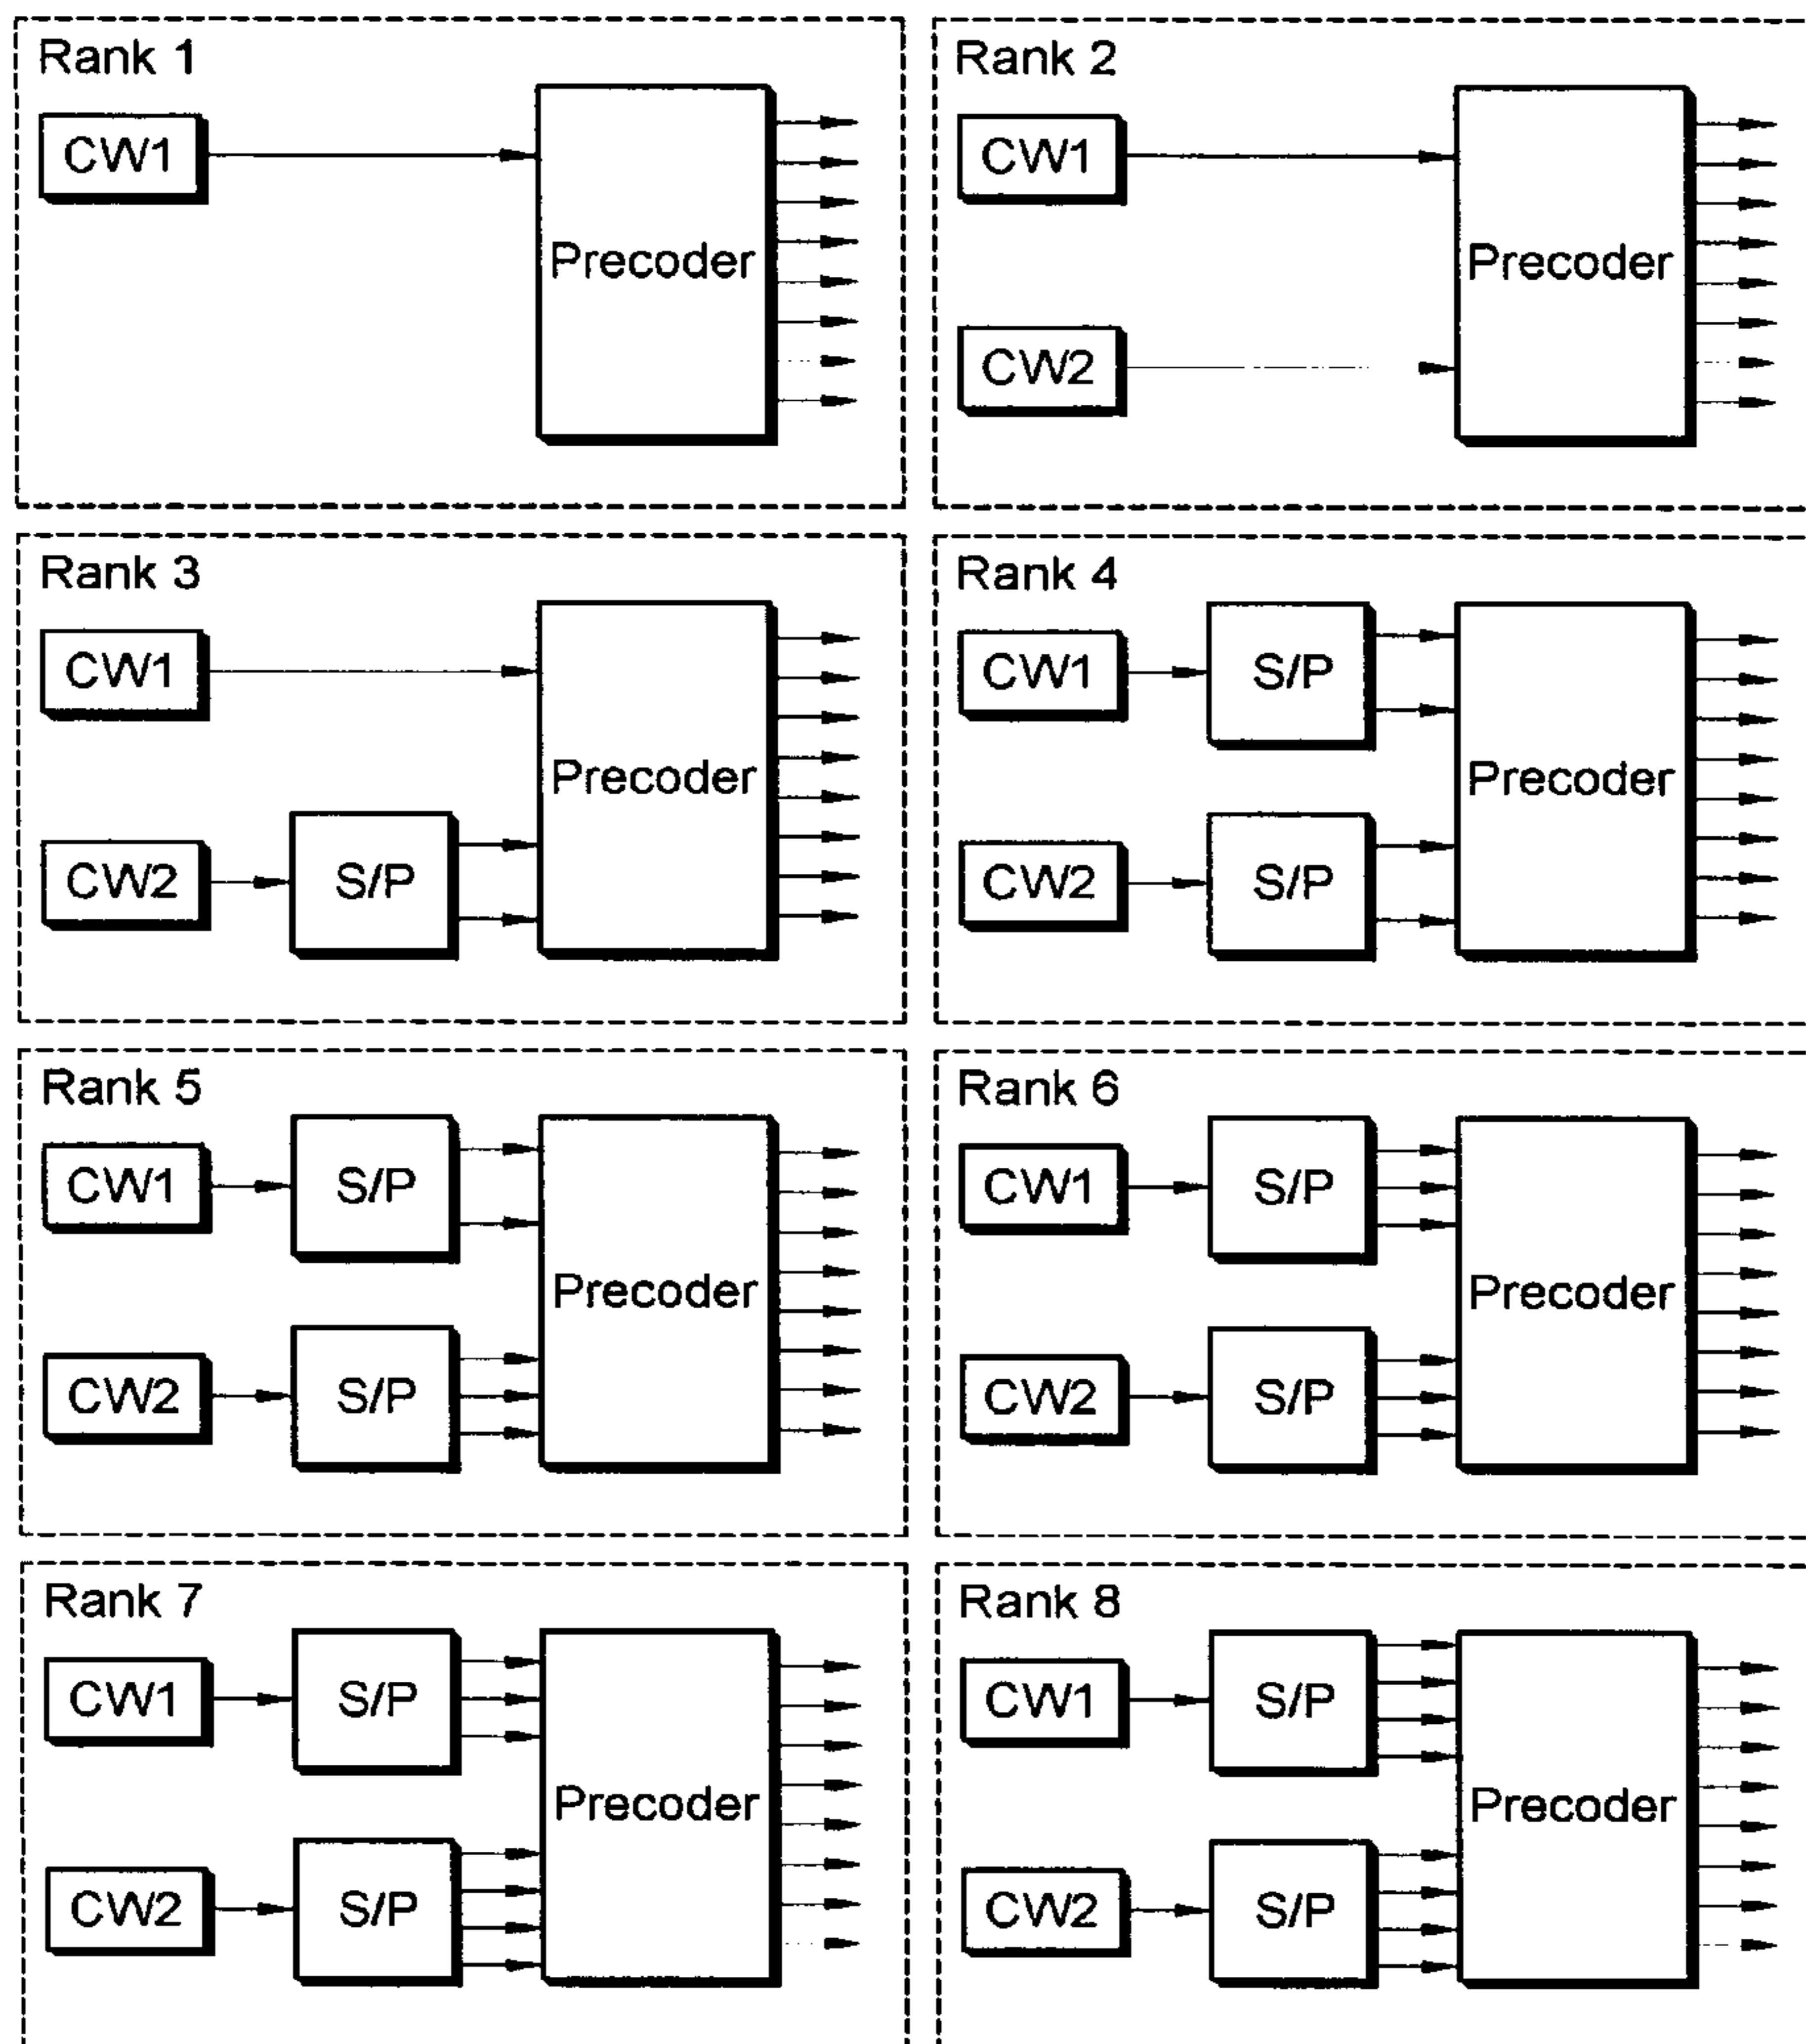 Rank 1
CW1
Precoder
Rank 2
CW1
Precoder
CW2
Rank 3
CW1
Precoder
CW2
S/P
Rank 4
CW1
S/P
Precoder
CW2
S/P
Rank 5
CW1
S/P
Precoder
CW2
S/P
Rank 6
CW1
S/P
Precoder
CW2
S/P
Rank 7
CW1
S/P
Precoder
CW2
S/P
Rank 8
CW1
S/P
Precoder
CW2
S/P